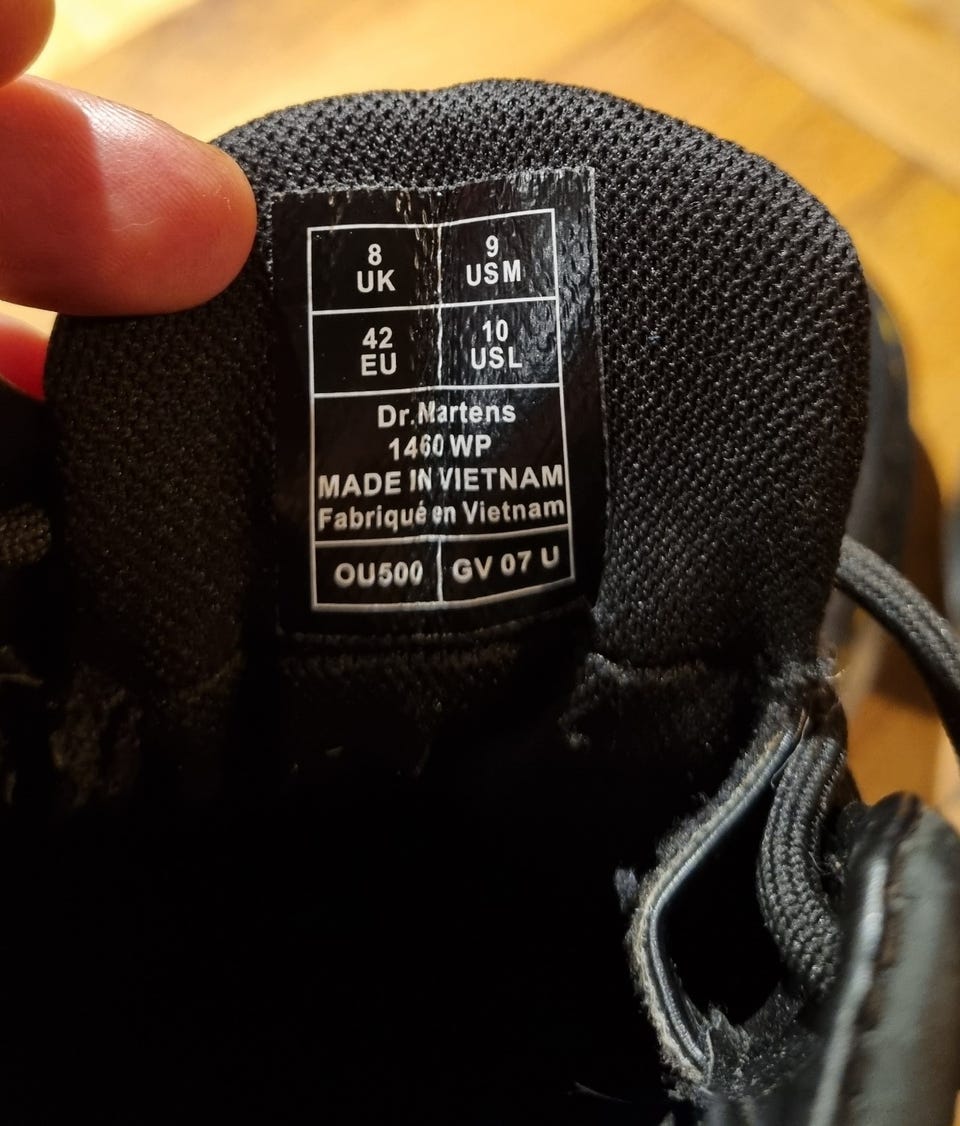 8
UK
9
USM
42
EU
10
USL
Dr.Martens
1460 WP
MADE IN VIETNAM
Fabriqué en Vietnam
OU500
GV 07 U